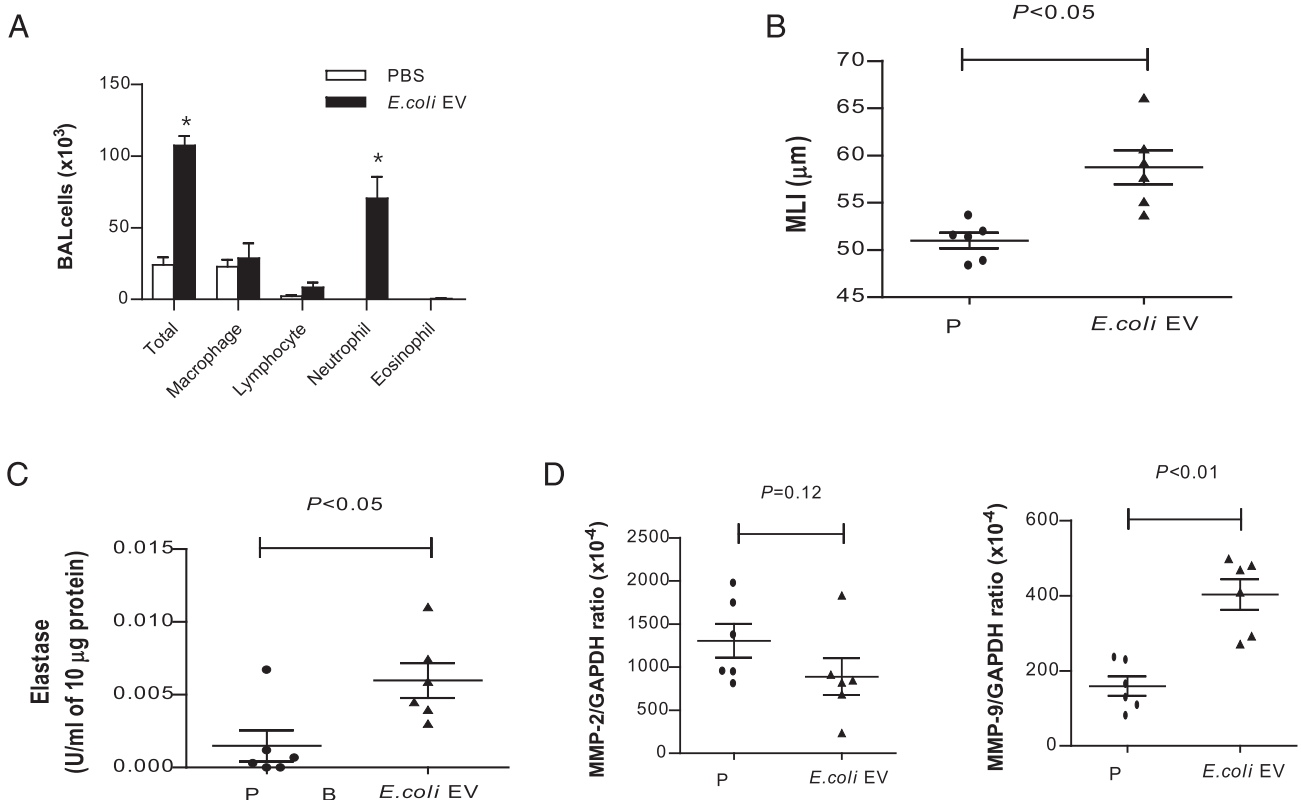 A
PBS
E.coli EV
BALcells (x10³)
150
100
50
0
*
*
Total
Macrophage
Lymphocyte
Neutrophil
Eosinophil
B
P<0.05
MLI (µm)
70
65
60
55
50
45
P
E.coli EV
C
P<0.05
Elastase
(U/ml of 10 µg protein)
0.015
0.010
0.005
0.000
P B E.coli EV
D
P=0.12
MMP-2/GAPDH ratio (x10⁻⁴)
2500
2000
1500
1000
500
0
P
E.coli EV
P<0.01
MMP-9/GAPDH ratio (x10⁻⁴)
600
400
200
0
P
E.coli EV